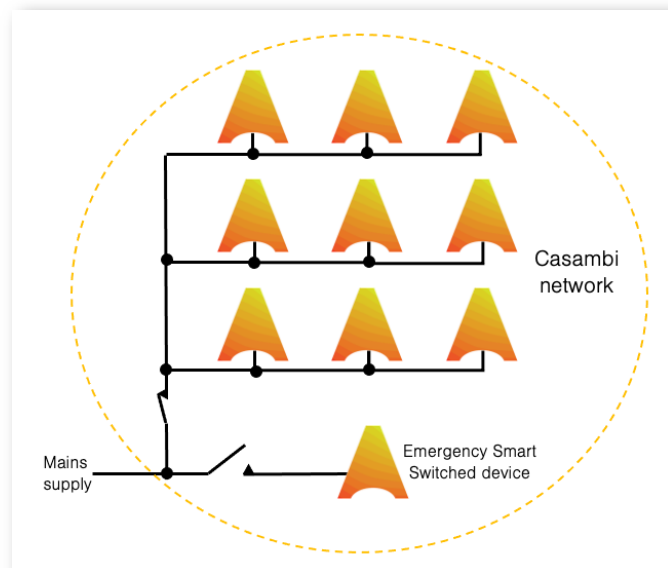 Casambi
network
Emergency Smart
Switched device
Mains
supply